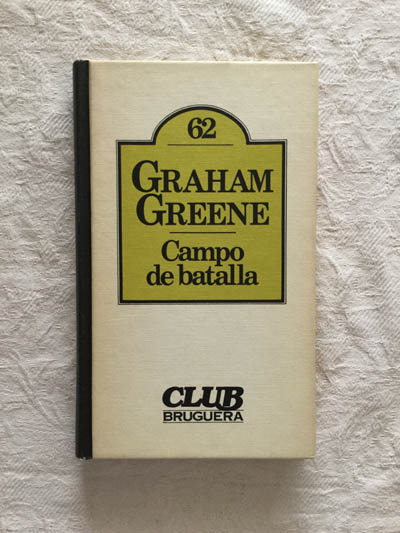 62
GRAHAM
GREENE
Campo
de batalla
CLUB
BRUGUERA